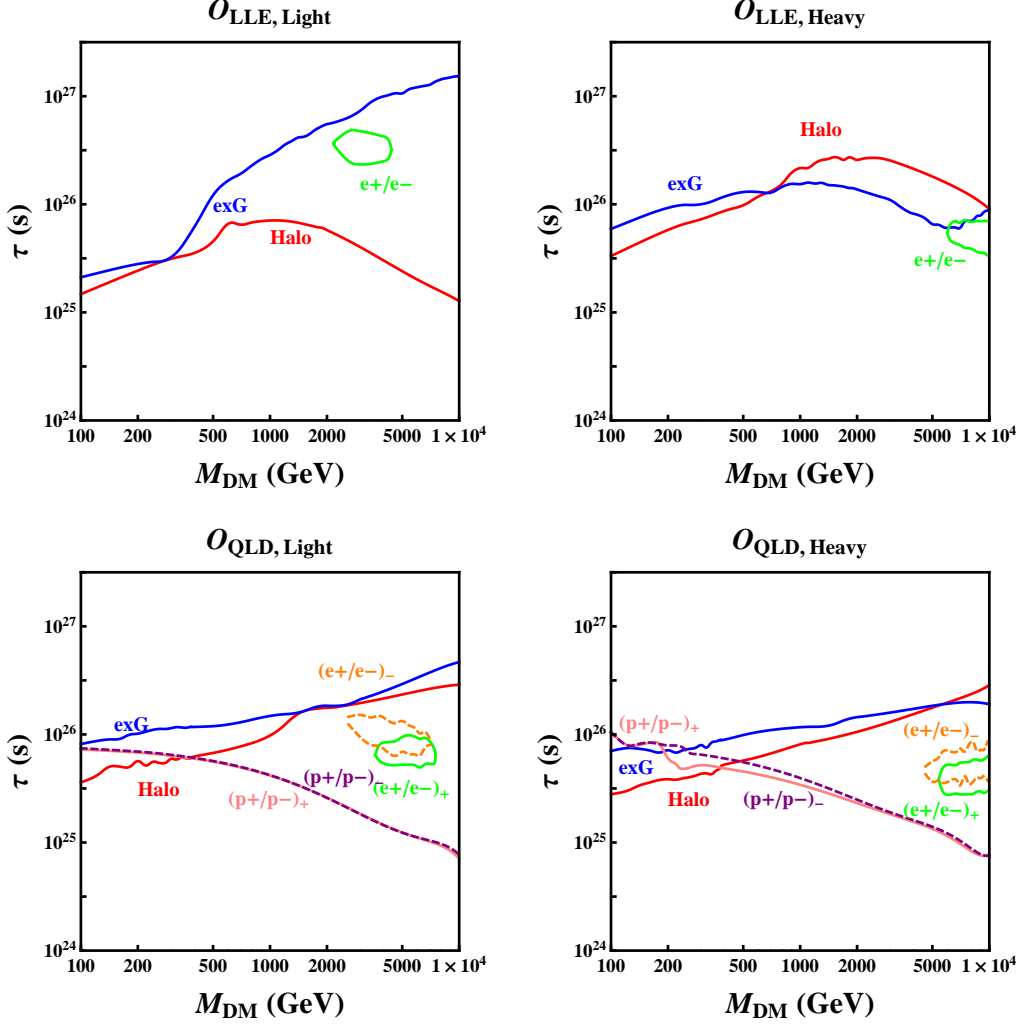 O_LLE, Light
10^27
10^26
10^25
10^24
τ (s)
exG
Halo
e+/e−
100 200 500 1000 2000 5000 1×10^4
M_DM (GeV)
O_LLE, Heavy
10^27
10^26
10^25
10^24
τ (s)
Halo
exG
e+/e−
100 200 500 1000 2000 5000 1×10^4
M_DM (GeV)
O_QLD, Light
10^27
10^26
10^25
10^24
τ (s)
(e+/e−)_−
exG
Halo
(p+/p−)_−
(e+/e−)_+
(p+/p−)_+
100 200 500 1000 2000 5000 1×10^4
M_DM (GeV)
O_QLD, Heavy
10^27
10^26
10^25
10^24
τ (s)
(p+/p−)_+
(e+/e−)_−
exG
Halo
(p+/p−)_−
(e+/e−)_+
100 200 500 1000 2000 5000 1×10^4
M_DM (GeV)